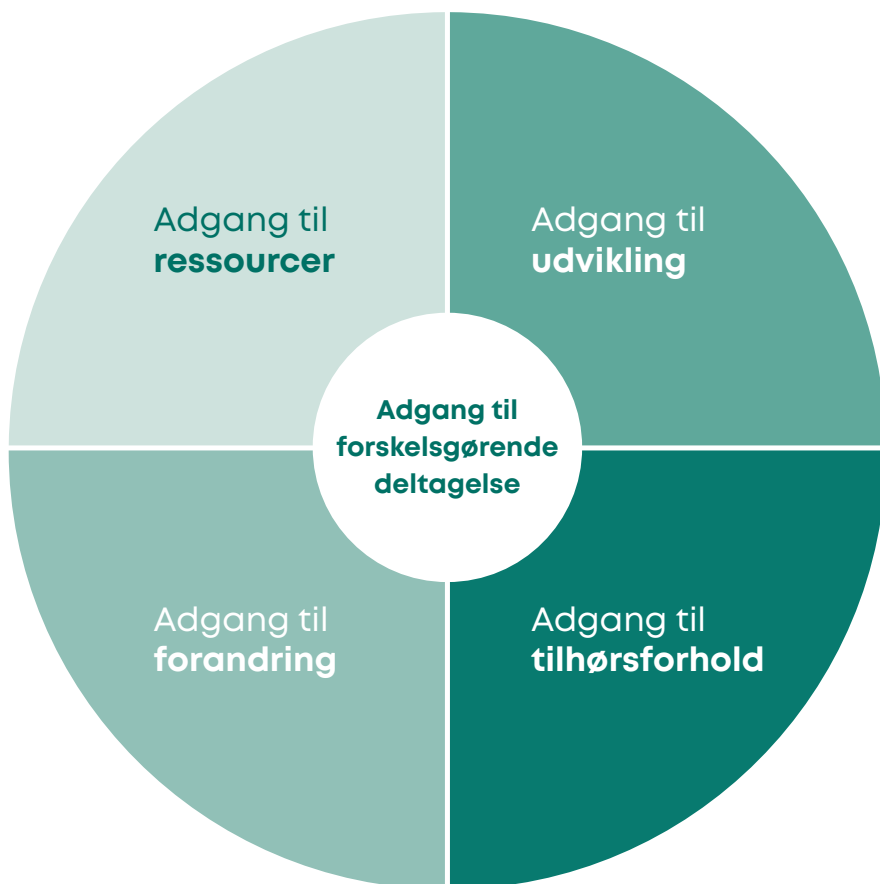 Adgang til
ressourcer
Adgang til
udvikling
Adgang til
forskelsgørende
deltagelse
Adgang til
forandring
Adgang til
tilhørsforhold